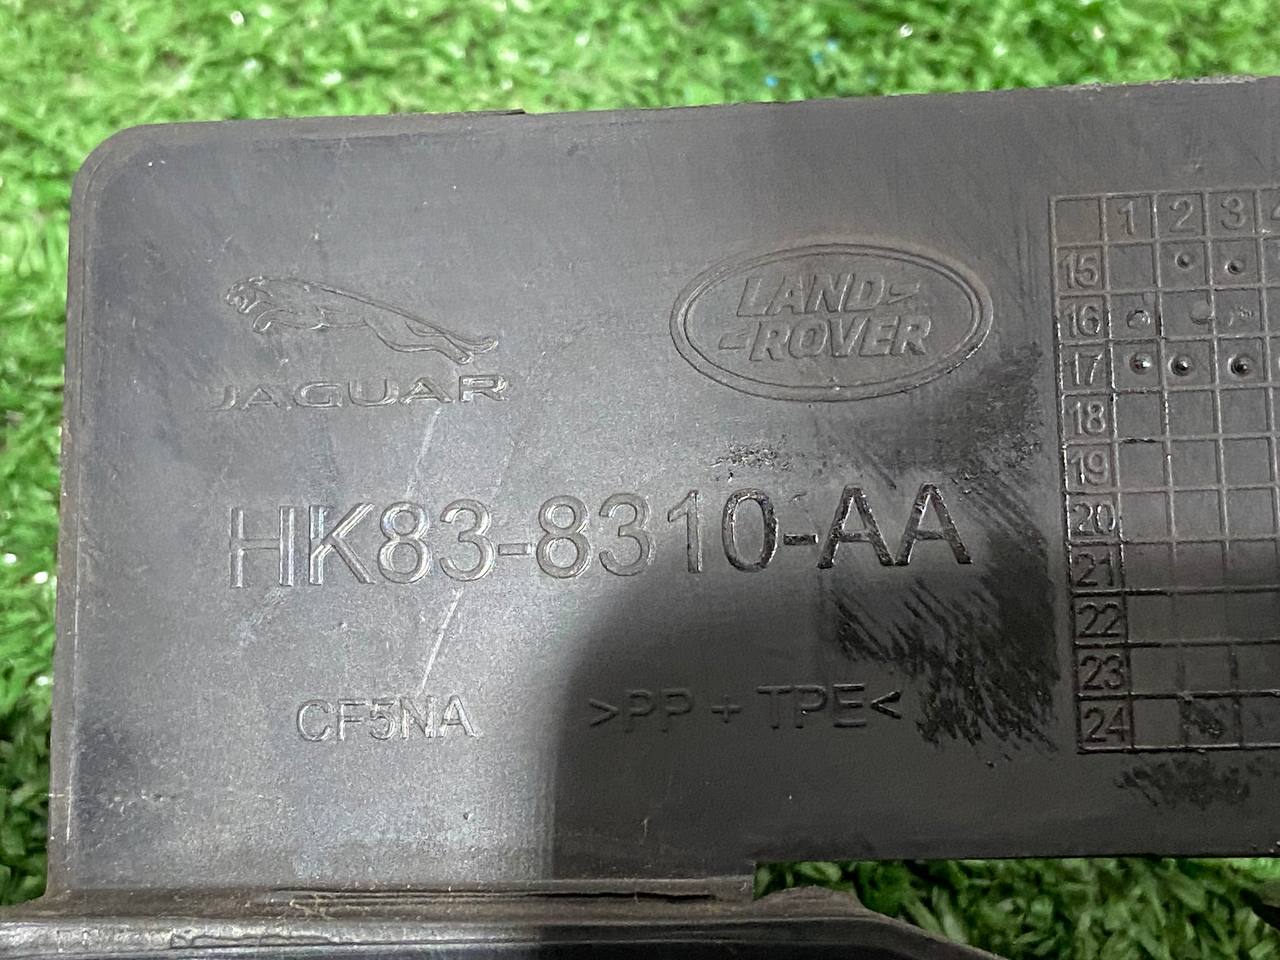 JAGUAR
LAND
ROVER
HK83-8310-AA
CF5NA
>PP + TPE<
1 2 3
15
16
17
18
19
20
21
22
23
24